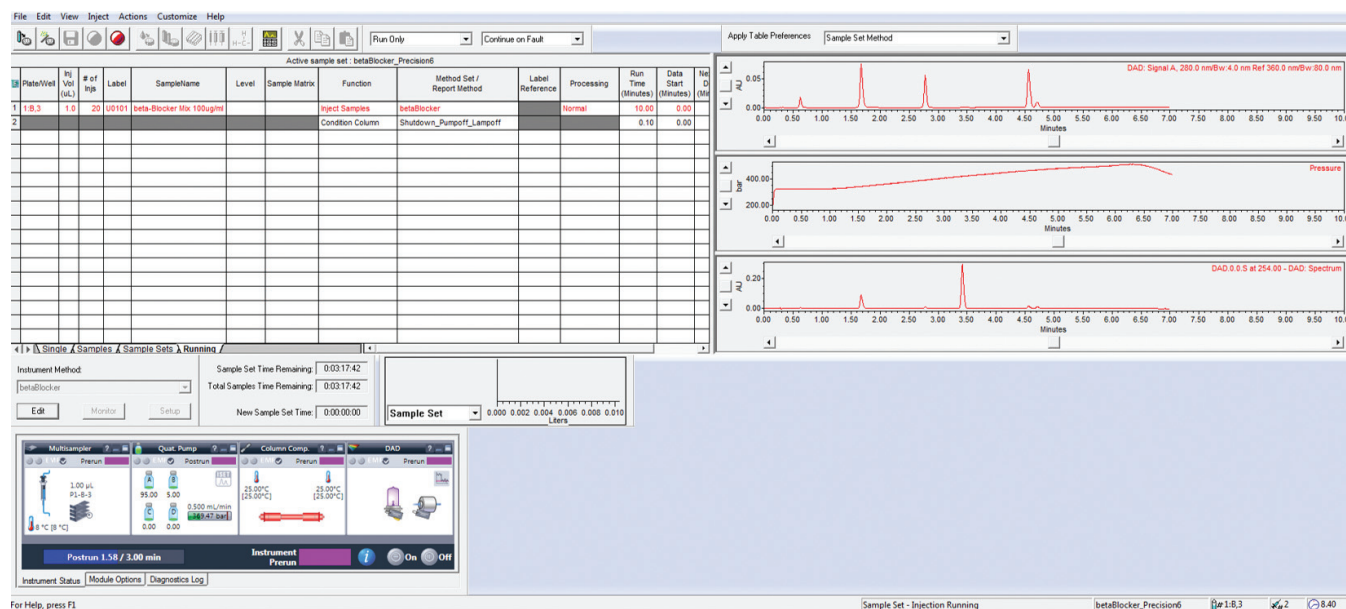 File Edit View Inject Actions Customize Help
Run Only Continue on Fault Apply Table Preferences Sample Set Method
Active sample set : betaBlocker_Precision6
Plate/Well Inj Vol (uL) # of Injs Label SampleName Level Sample Matrix Function Method Set / Report Method Label Reference Processing Run Time (Minutes) Data Start (Minutes)
1 1:B,3 1.0 20 U0101 beta-Blocker Mix 100ug/ml Inject Samples betaBlocker Normal 10.00 0.00
2 Condition Column Shutdown_Pumpoff_Lampoff 0.10 0.00
Single Samples Sample Sets Running
DAD: Signal A, 280.0 nm/Bw:4.0 nm Ref 360.0 nm/Bw:80.0 nm
AU
0.05
0.00
0.00 0.50 1.00 1.50 2.00 2.50 3.00 3.50 4.00 4.50 5.00 5.50 6.00 6.50 7.00 7.50 8.00 8.50 9.00 9.50 10.0
Minutes
Pressure
bar
400.00
200.00
0.00 0.50 1.00 1.50 2.00 2.50 3.00 3.50 4.00 4.50 5.00 5.50 6.00 6.50 7.00 7.50 8.00 8.50 9.00 9.50 10.0
Minutes
DAD.0.0.S at 254.00 - DAD: Spectrum
AU
0.20
0.00
0.00 0.50 1.00 1.50 2.00 2.50 3.00 3.50 4.00 4.50 5.00 5.50 6.00 6.50 7.00 7.50 8.00 8.50 9.00 9.50 10.0
Minutes
Instrument Method:
betaBlocker
Edit Monitor Setup
Sample Set Time Remaining: 0:03:17:42
Total Samples Time Remaining: 0:03:17:42
New Sample Set Time: 0:00:00:00
Sample Set
0.000 0.002 0.004 0.006 0.008 0.010
Liters
Multisampler ? Quat. Pump ? Column Comp. ? DAD ?
Prerun Postrun Prerun Prerun
1.00 µL
P1-B-3
8 °C [8 °C]
A B
95.00 5.00
C D
0.00 0.00
0.500 mL/min
25.00°C 25.00°C
[25.00°C] [25.00°C]
Postrun 1.58 / 3.00 min
Instrument Prerun
On Off
Instrument Status Module Options Diagnostics Log
For Help, press F1
Sample Set - Injection Running betaBlocker_Precision6 # 1:B,3 2 8.40